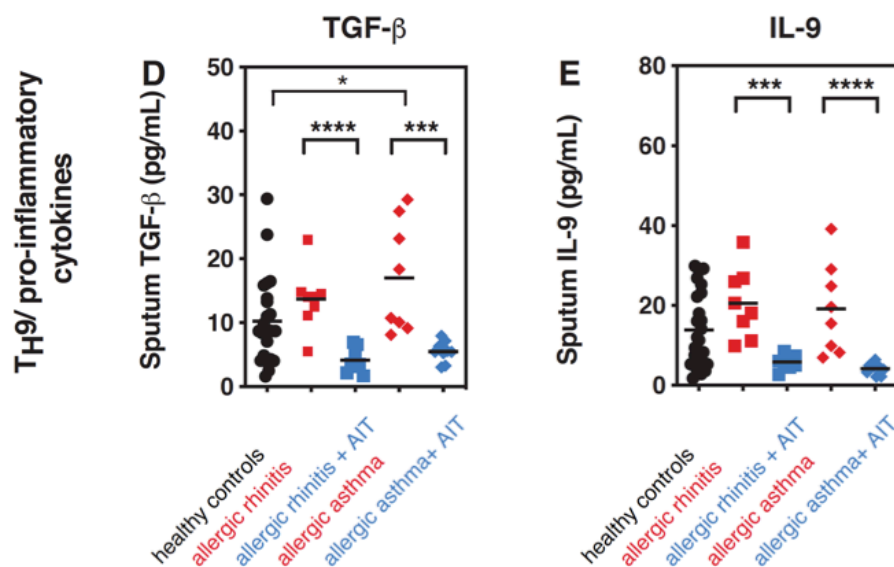 TGF-β
IL-9
TH9/ pro-inflammatory
cytokines
D
Sputum TGF-β (pg/mL)
50
40
30
20
10
0
*
****
***
healthy controls
allergic rhinitis
allergic rhinitis + AIT
allergic asthma
allergic asthma+ AIT
E
Sputum IL-9 (pg/mL)
80
60
40
20
0
***
****
healthy controls
allergic rhinitis
allergic rhinitis + AIT
allergic asthma
allergic asthma+ AIT